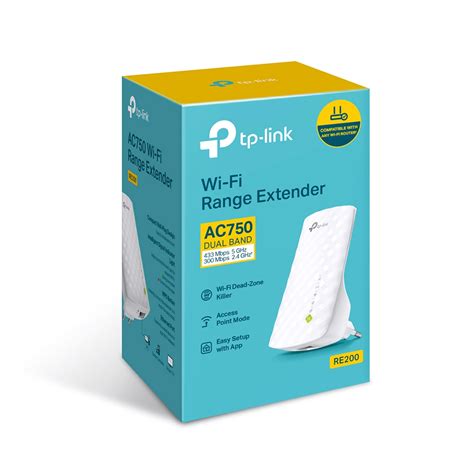 tp-link
COMPATIBLE WITH
ANY WI-FI ROUTER
Wi-Fi
Range Extender
AC750
DUAL BAND
433 Mbps 5 GHz
300 Mbps 2.4 GHz
Wi-Fi Dead-Zone
Killer
Access
Point Mode
Easy Setup
with App
tp-link
RE200
AC750 Wi-Fi
Range Extender
RE200